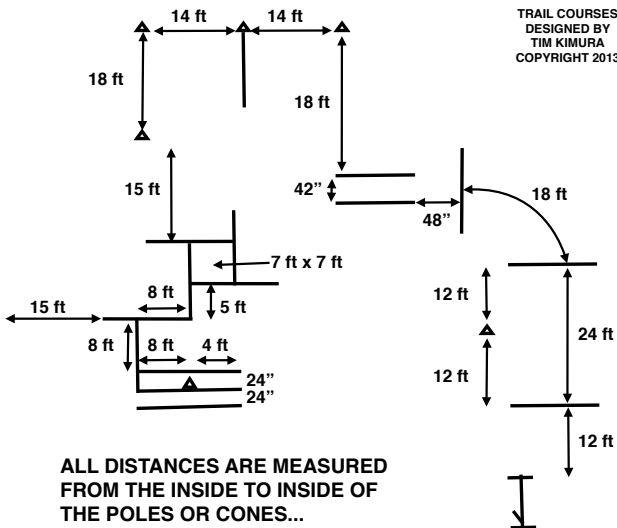 14 ft
14 ft
TRAIL COURSES
DESIGNED BY
TIM KIMURA
COPYRIGHT 2013
18 ft
18 ft
15 ft
42”
48”
18 ft
7 ft x 7 ft
8 ft
5 ft
12 ft
15 ft
24 ft
8 ft
8 ft
4 ft
12 ft
24”
24”
12 ft
ALL DISTANCES ARE MEASURED
FROM THE INSIDE TO INSIDE OF
THE POLES OR CONES...